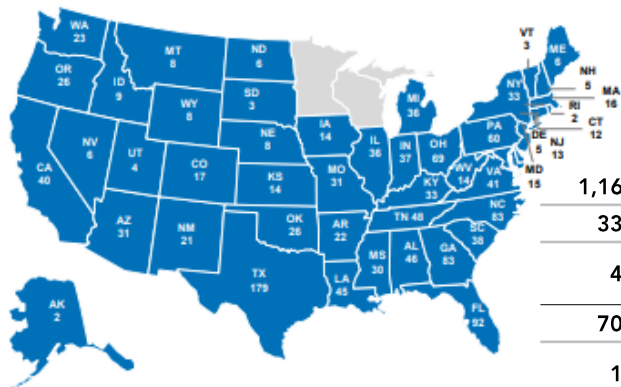 WA
23
OR
26
ID
9
MT
8
ND
6
SD
3
WY
8
NE
8
NV
6
UT
4
CO
17
CA
40
AZ
31
NM
21
KS
14
OK
26
TX
179
IA
14
MO
31
AR
22
LA
45
IL
36
IN
37
MI
36
OH
69
KY
33
TN 48
MS
30
AL
46
GA
83
FL
92
SC
38
NC
83
VA
41
WV
14
PA
60
NY
33
VT
3
ME
6
NH
5
MA
16
RI
2
CT
12
NJ
13
DE
5
MD
15
AK
2
1,16
33
4
70
1